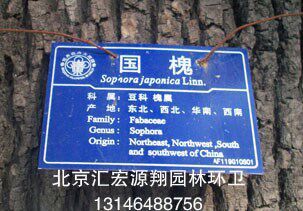 国槐
Sophora japonica Linn.
科 属：豆科 槐属
产 地：东北、西北、华南、西南
Family : Fabaceae
Genus : Sophora
Origin : Northeast, Northwest ,South
and southwest of China
AF119010801
北京汇宏源翔园林环卫
13146488756